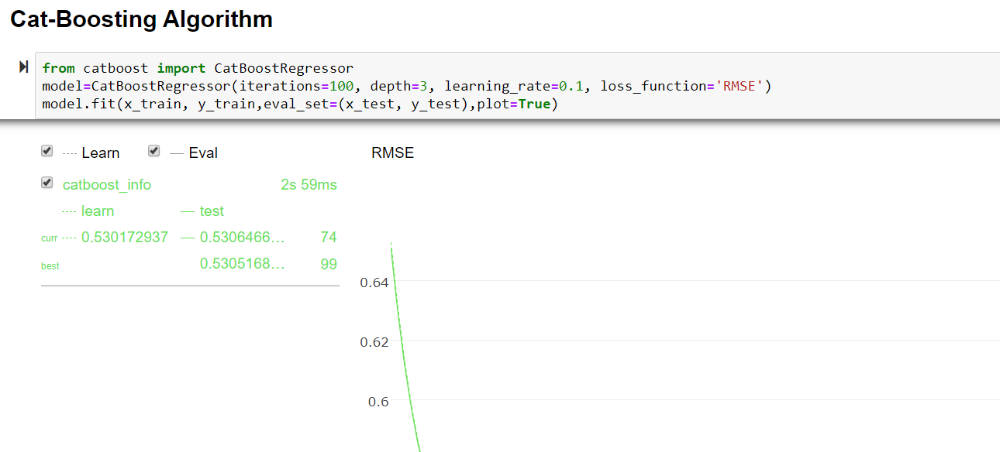 Cat-Boosting Algorithm
from catboost import CatBoostRegressor
model=CatBoostRegressor(iterations=100, depth=3, learning_rate=0.1, loss_function='RMSE')
model.fit(x_train, y_train,eval_set=(x_test, y_test),plot=True)
Learn Eval RMSE
catboost_info 2s 59ms
learn test
curr 0.530172937 0.5306466... 74
best 0.5305168... 99
0.64
0.62
0.6